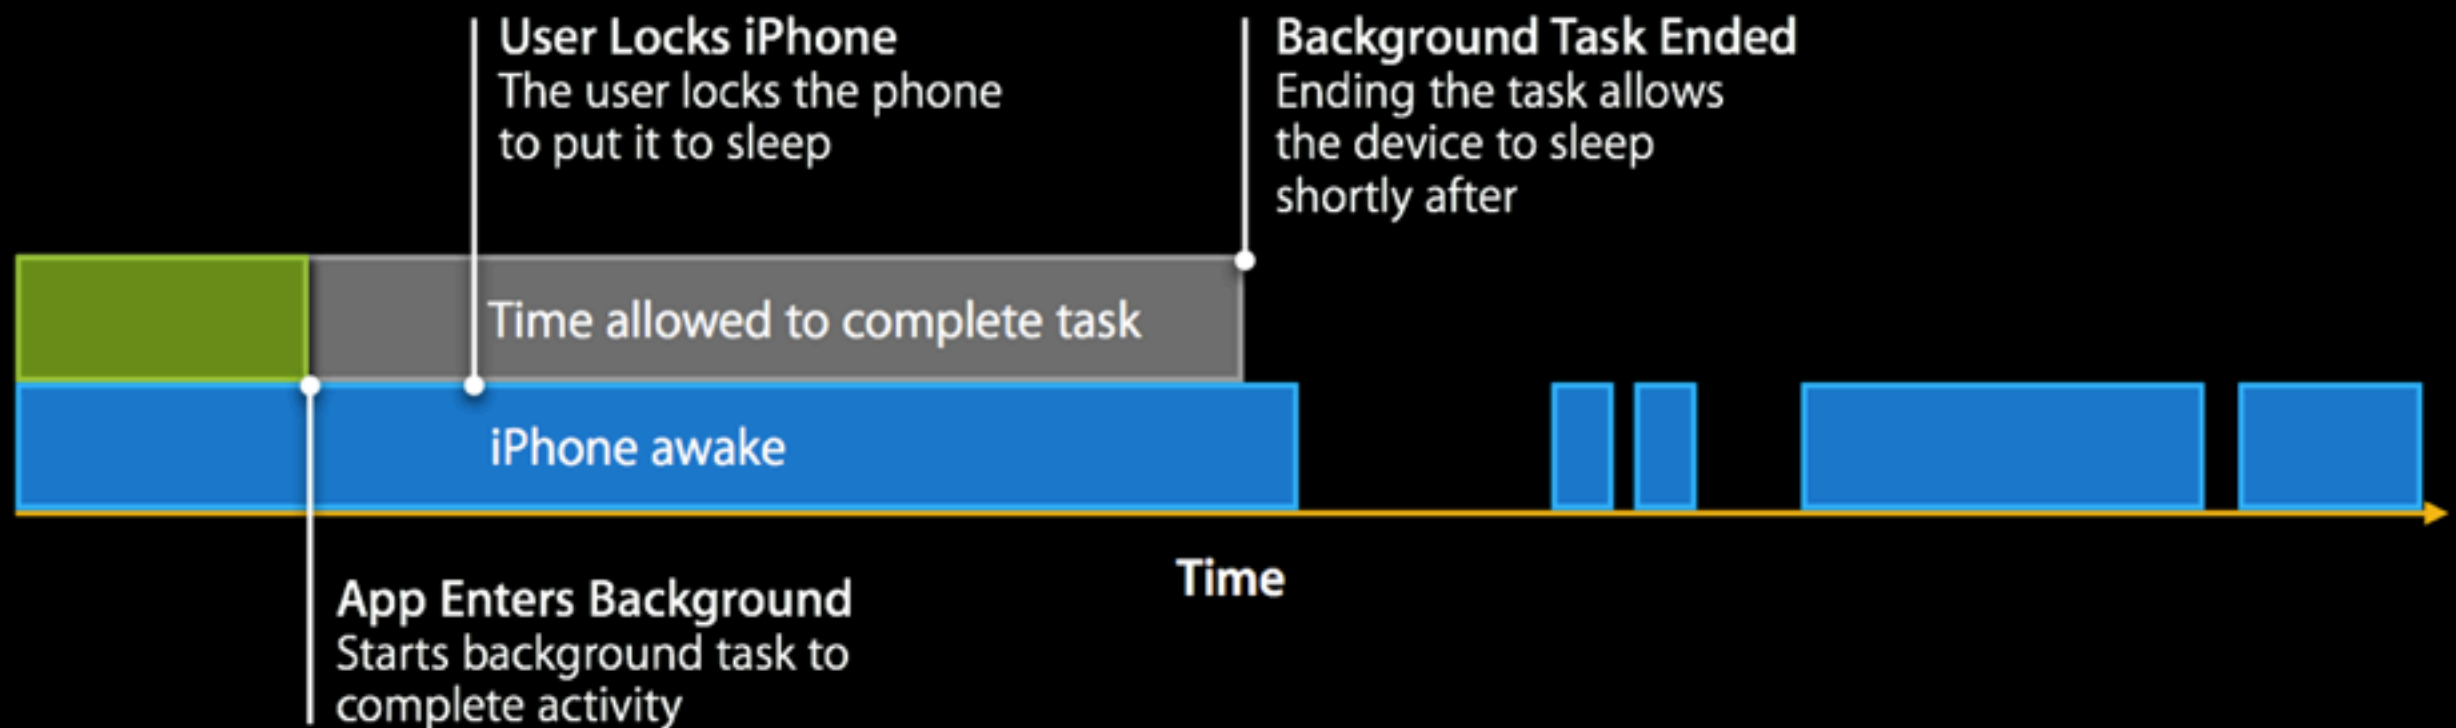 User Locks iPhone
The user locks the phone
to put it to sleep
Background Task Ended
Ending the task allows
the device to sleep
shortly after
Time allowed to complete task
iPhone awake
Time
App Enters Background
Starts background task to
complete activity